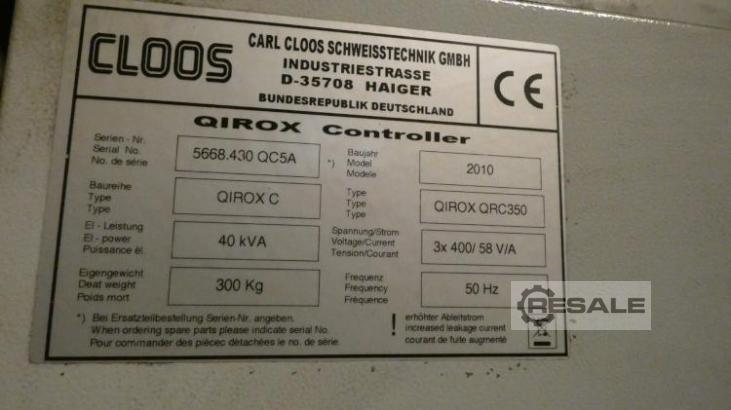 CLOOS
CARL CLOOS SCHWEISSTECHNIK GMBH
INDUSTRIESTRASSE
D-35708 HAIGER
BUNDESREPUBLIK DEUTSCHLAND
CE
QIROX Controller
Serien - Nr.
Serial No.
No. de série
5668.430 QC5A
*)
Baujahr
Model
Modele
2010
Baureihe
Type
Type
QIROX C
Type
Type
Type
QIROX QRC350
El - Leistung
El - power
Puissance él.
40 kVA
Spannung/Strom
Voltage/Current
Tension/Courant
3x 400/ 58 V/A
Eigengewicht
Deat weight
Poids mort
300 Kg
Frequenz
Frequency
Fréquence
50 Hz
*) Bei Ersatzteilbestellung Serien-Nr. angeben.
When ordering spare parts please indicate serial No.
Pour commander des piécec détachées le no. de série.
!
erhöhter Ableitstrom
increased leakage current
courant de fuite augmenté
RESALE